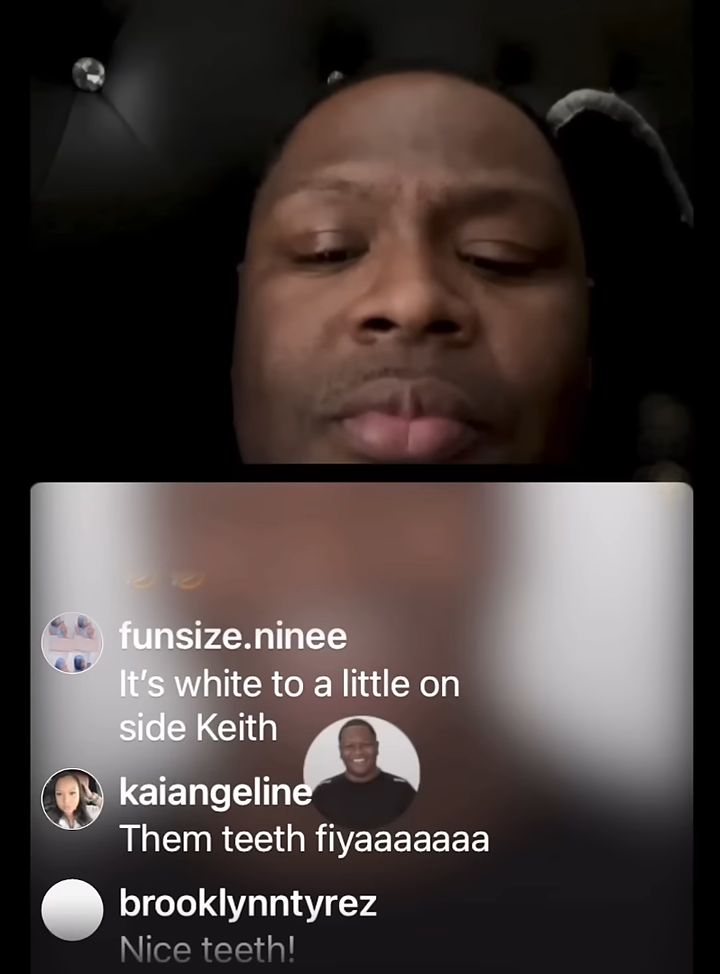 funsize.ninee
It’s white to a little on
side Keith
kaiangeline
Them teeth fiyaaaaaaa
brooklynntyrez
Nice teeth!